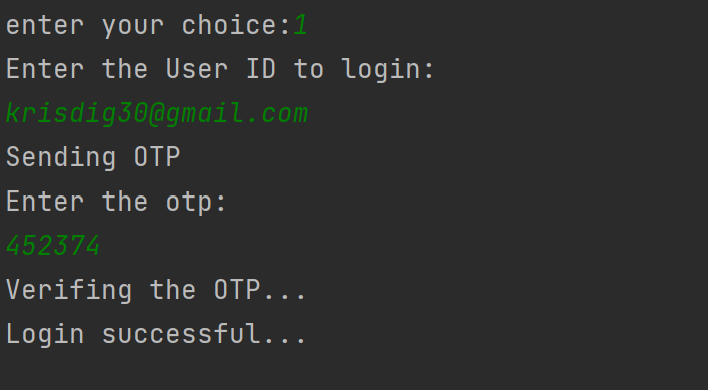 enter your choice:1
Enter the User ID to login:
krisdig30@gmail.com
Sending OTP
Enter the otp:
452374
Verifing the OTP...
Login successful...